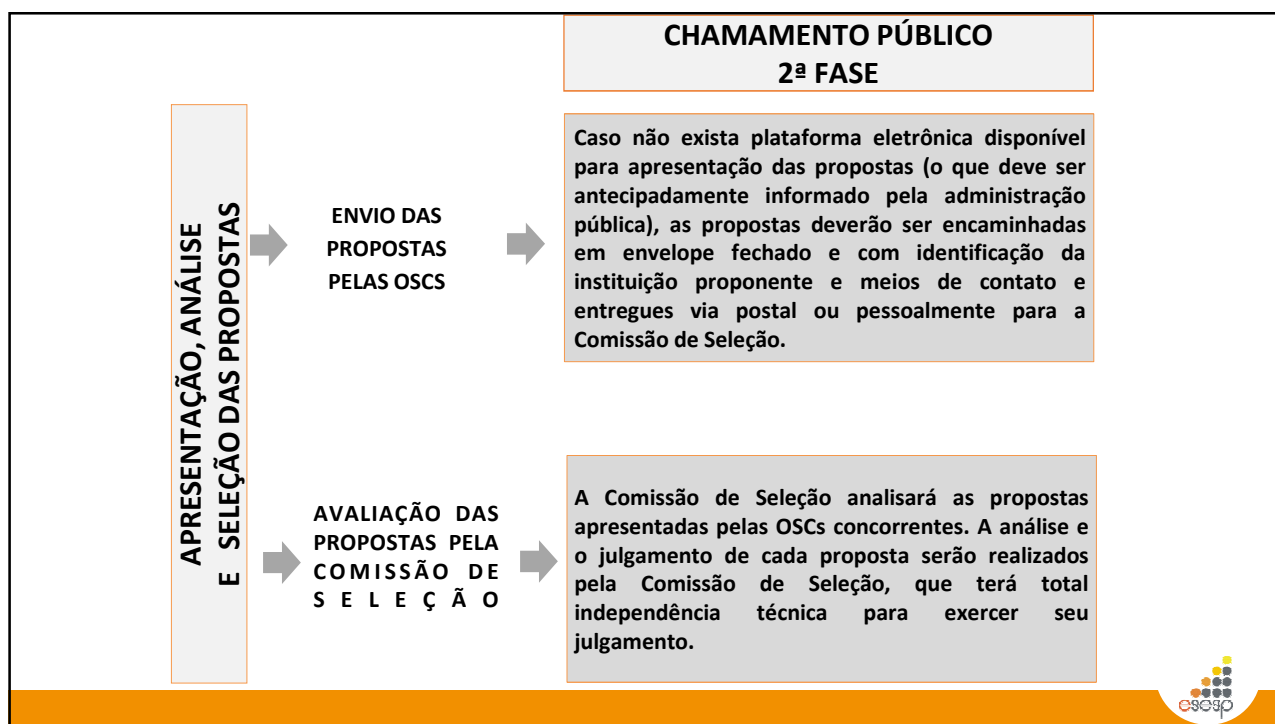 CHAMAMENTO PÚBLICO
2ª FASE
APRESENTAÇÃO, ANÁLISE
E SELEÇÃO DAS PROPOSTAS
ENVIO DAS
PROPOSTAS
PELAS OSCS
Caso não exista plataforma eletrônica disponível
para apresentação das propostas (o que deve ser
antecipadamente informado pela administração
pública), as propostas deverão ser encaminhadas
em envelope fechado e com identificação da
instituição proponente e meios de contato e
entregues via postal ou pessoalmente para a
Comissão de Seleção.
AVALIAÇÃO DAS
PROPOSTAS PELA
COMISSÃO DE
SELEÇÃO
A Comissão de Seleção analisará as propostas
apresentadas pelas OSCs concorrentes. A análise e
o julgamento de cada proposta serão realizados
pela Comissão de Seleção, que terá total
independência técnica para exercer seu
julgamento.
esesp